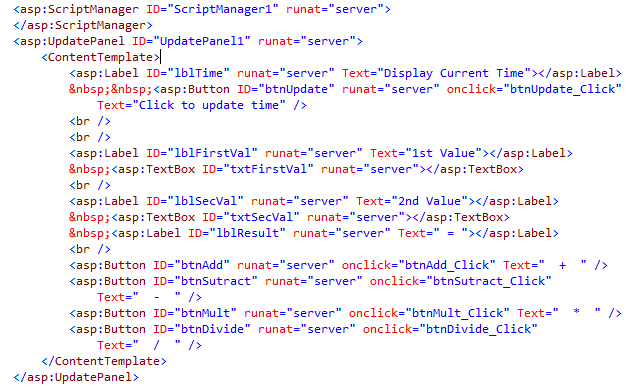 <asp:ScriptManager ID="ScriptManager1" runat="server">
</asp:ScriptManager>
<asp:UpdatePanel ID="UpdatePanel1" runat="server">
    <ContentTemplate>
        <asp:Label ID="lblTime" runat="server" Text="Display Current Time"></asp:Label>
        &nbsp;&nbsp;<asp:Button ID="btnUpdate" runat="server" onclick="btnUpdate_Click"
            Text="Click to update time" />
        <br />
        <br />
        <asp:Label ID="lblFirstVal" runat="server" Text="1st Value"></asp:Label>
        &nbsp;<asp:TextBox ID="txtFirstVal" runat="server"></asp:TextBox>
        <br />
        <asp:Label ID="lblSecVal" runat="server" Text="2nd Value"></asp:Label>
        &nbsp;<asp:TextBox ID="txtSecVal" runat="server"></asp:TextBox>
        &nbsp;<asp:Label ID="lblResult" runat="server" Text=" = "></asp:Label>
        <br />
        <asp:Button ID="btnAdd" runat="server" onclick="btnAdd_Click" Text="  +  " />
        <asp:Button ID="btnSutract" runat="server" onclick="btnSutract_Click"
            Text="  -  " />
        <asp:Button ID="btnMult" runat="server" onclick="btnMult_Click" Text="  *  " />
        <asp:Button ID="btnDivide" runat="server" onclick="btnDivide_Click"
            Text="  /  " />
    </ContentTemplate>
</asp:UpdatePanel>